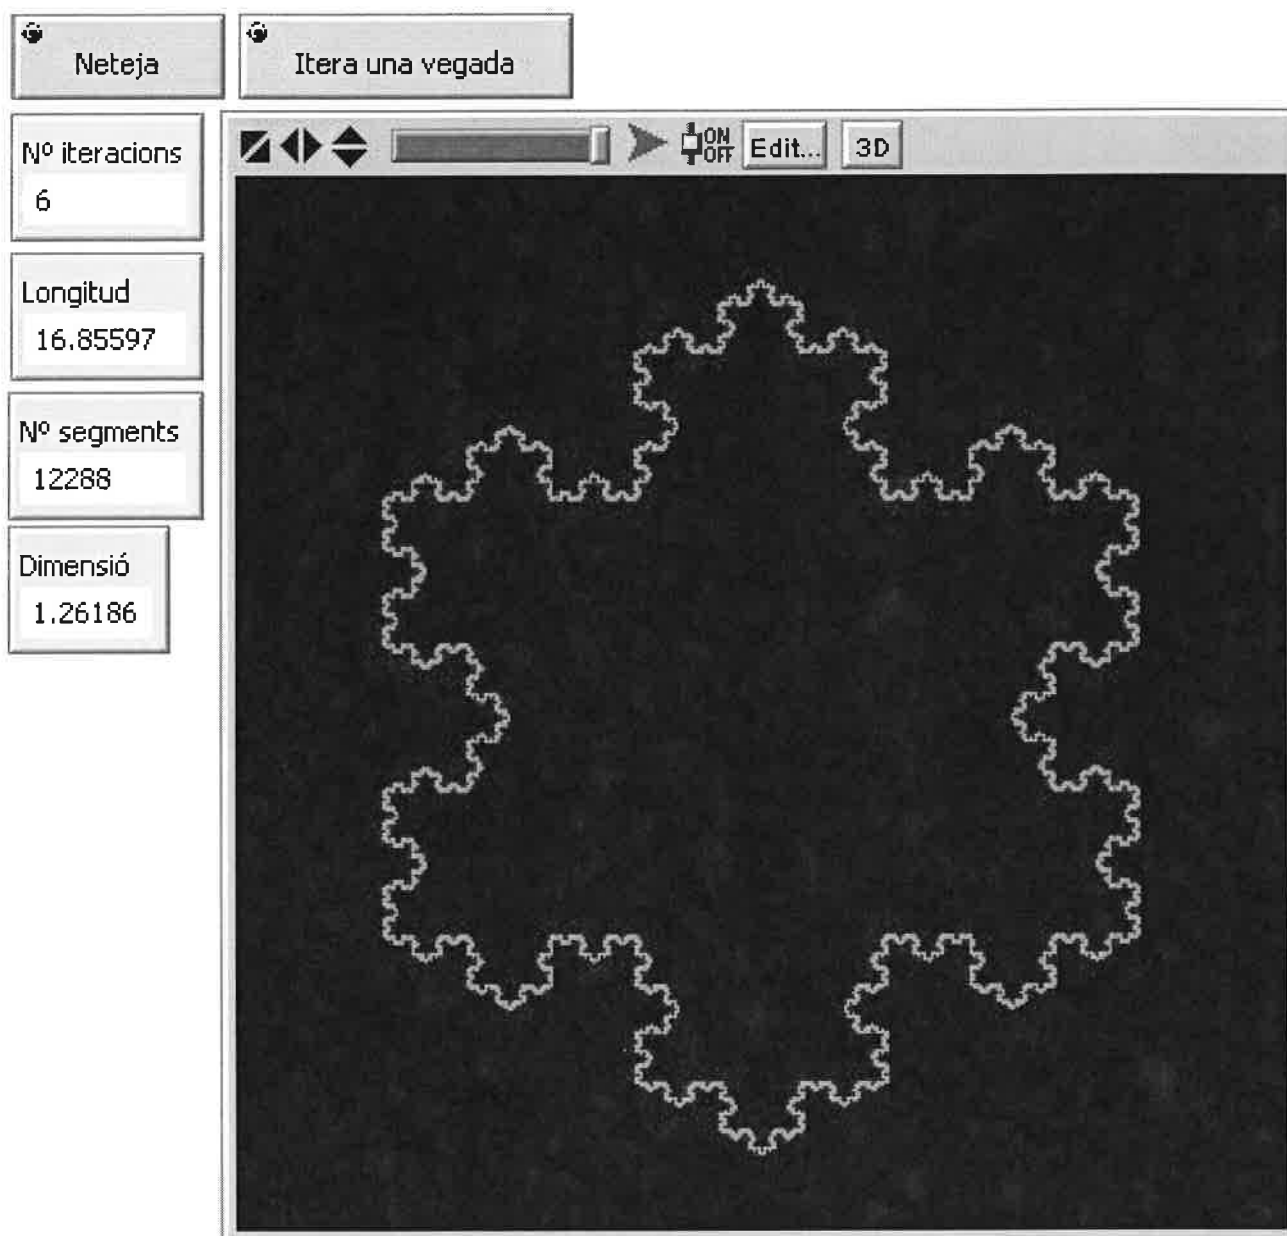 Neteja
Itera una vegada
Nº iteracions
6
ON
OFF
Edit...
3D
Longitud
16.85597
Nº segments
12288
Dimensió
1.26186